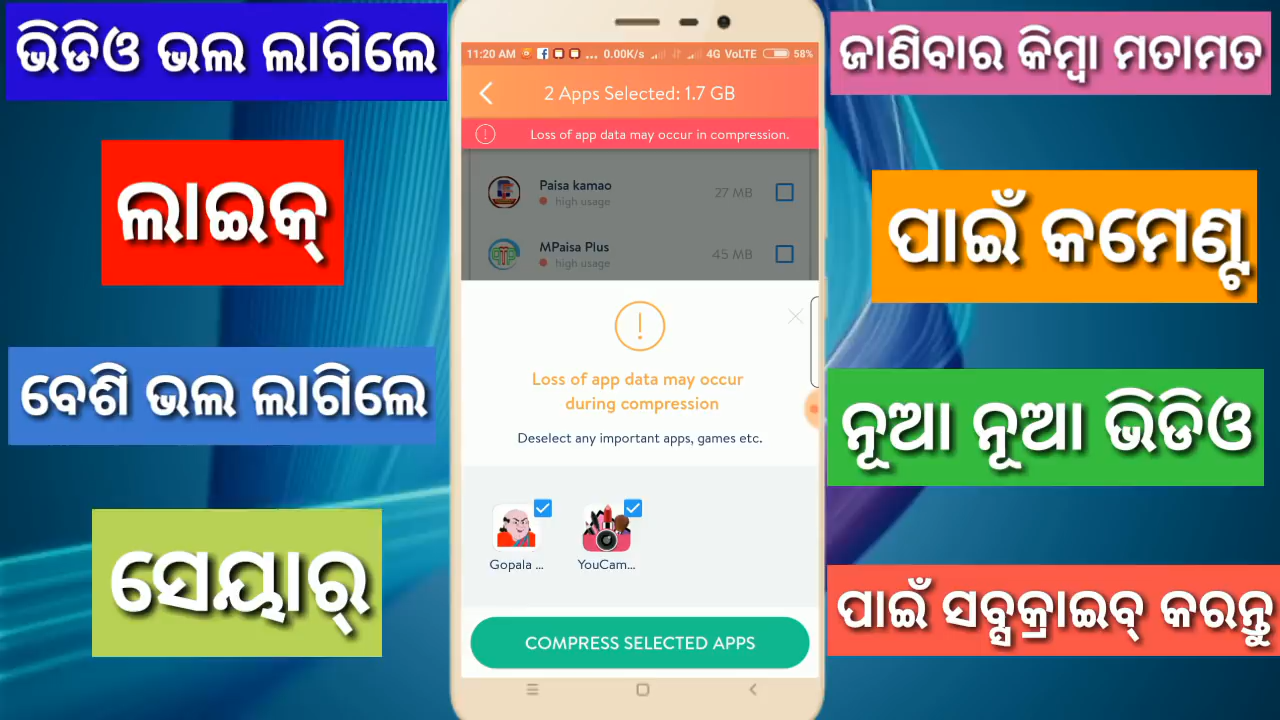 ଭିଡିଓ ଭଲ ଲାଗିଲେ
ଲାଇକ୍
ବେଶି ଭଲ ଲାଗିଲେ
ସେୟାର୍
11:20 AM ... 0.00K/s 4G VoLTE 58%
2 Apps Selected: 1.7 GB
Loss of app data may occur in compression.
Paisa kamao 27 MB
high usage
MPaisa Plus 45 MB
high usage
Loss of app data may occur
during compression
Deselect any important apps, games etc.
Gopala ... YouCam...
COMPRESS SELECTED APPS
ଜାଣିବାର କିମ୍ବା ମତାମତ
ପାଇଁ କମେଣ୍ଟ
ନୂଆ ନୂଆ ଭିଡିଓ
ପାଇଁ ସବ୍ସକ୍ରାଇବ୍ କରନ୍ତୁ